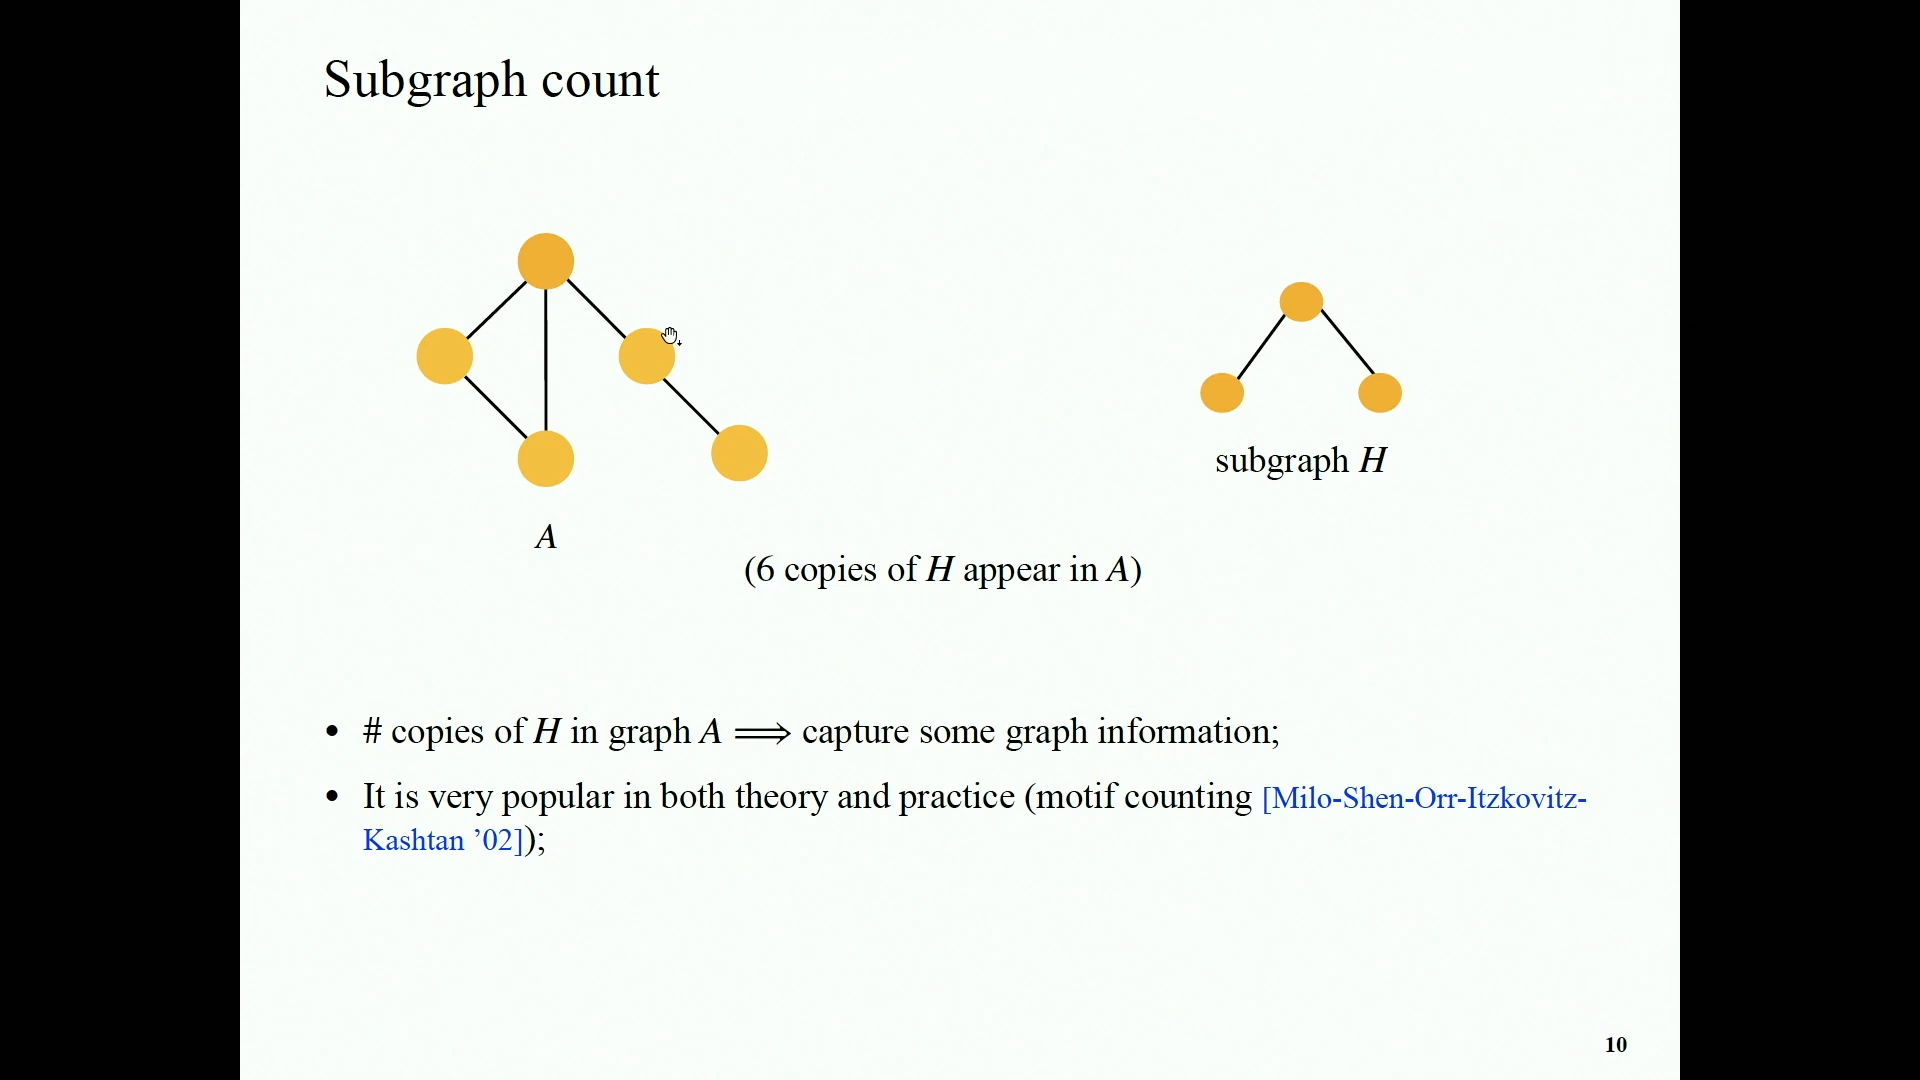 Subgraph count
subgraph H
A
(6 copies of H appear in A)
• # copies of H in graph A ⟹ capture some graph information;
• It is very popular in both theory and practice (motif counting [Milo-Shen-Orr-Itzkovitz-
Kashtan ’02]);
10